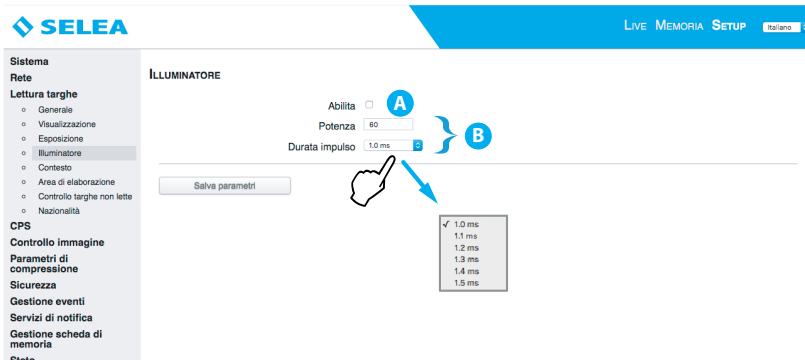 SELEA
LIVE MEMORIA SETUP Italiano
Sistema
Rete
Lettura targhe
Generale
Visualizzazione
Esposizione
Illuminatore
Contesto
Area di elaborazione
Controllo targhe non lette
Nazionalità
CPS
Controllo immagine
Parametri di
compressione
Sicurezza
Gestione eventi
Servizi di notifica
Gestione scheda di
memoria
Stato
ILLUMINATORE
Abilita A
Potenza 60
B
Durata impulso 1.0 ms
Salva parametri
✓ 1.0 ms
1.1 ms
1.2 ms
1.3 ms
1.4 ms
1.5 ms